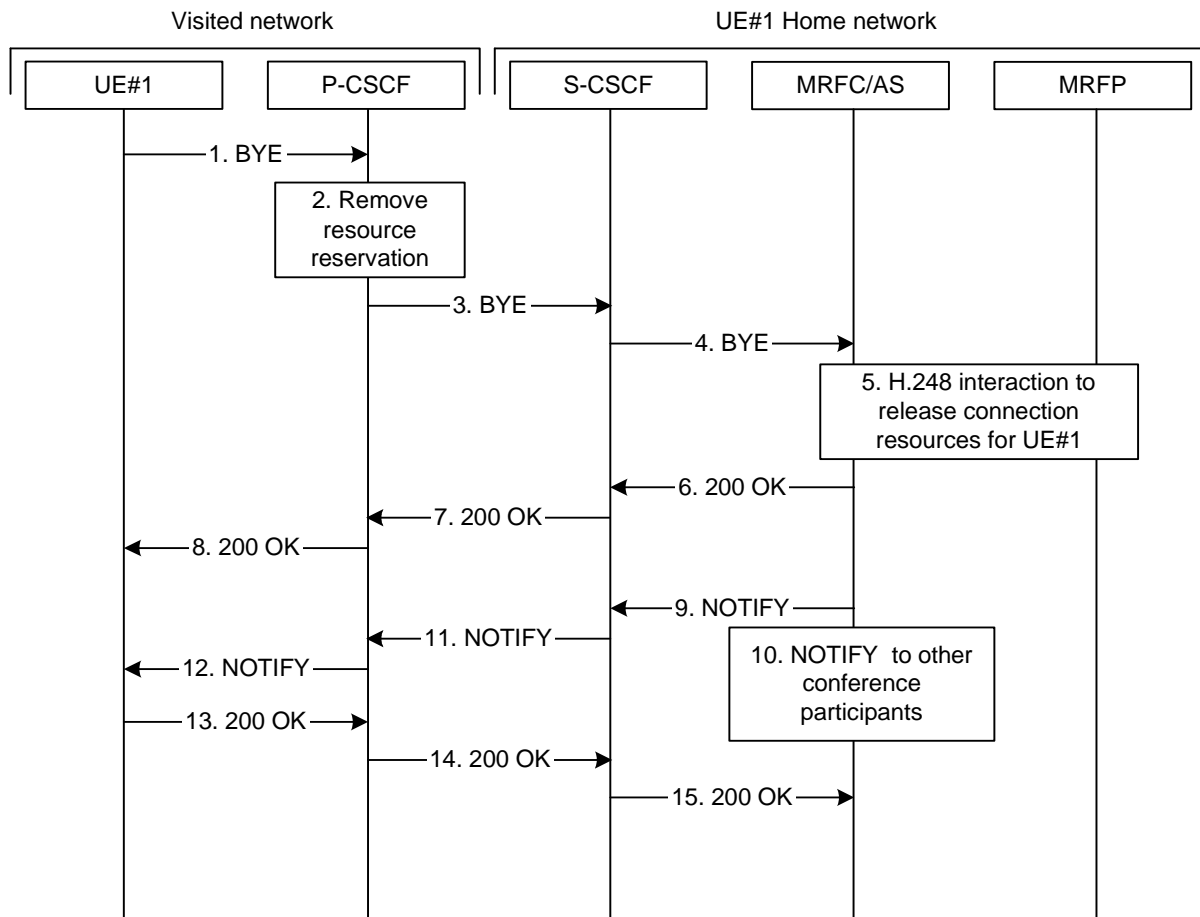 Visited network
UE#1 Home network
UE#1
P-CSCF
S-CSCF
MRFC/AS
MRFP
1. BYE
2. Remove
resource
reservation
3. BYE
4. BYE
5. H.248 interaction to
release connection
resources for UE#1
6. 200 OK
7. 200 OK
8. 200 OK
9. NOTIFY
11. NOTIFY
10. NOTIFY to other
conference
participants
12. NOTIFY
13. 200 OK
14. 200 OK
15. 200 OK